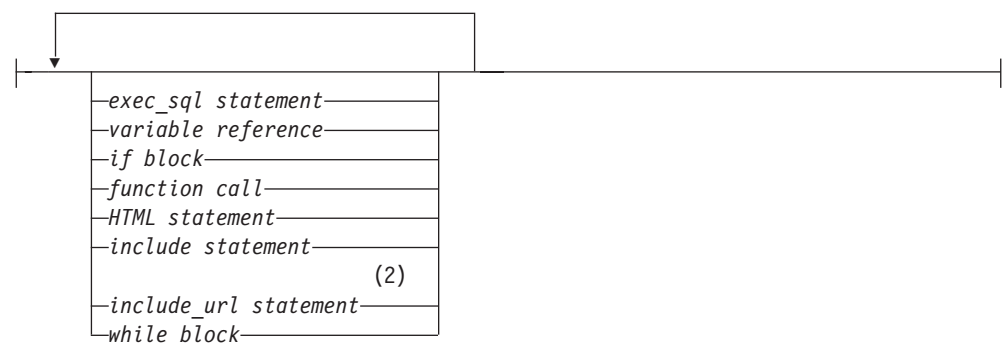 exec_sql statement
variable reference
if block
function call
HTML statement
include statement
(2)
include_url statement
while block